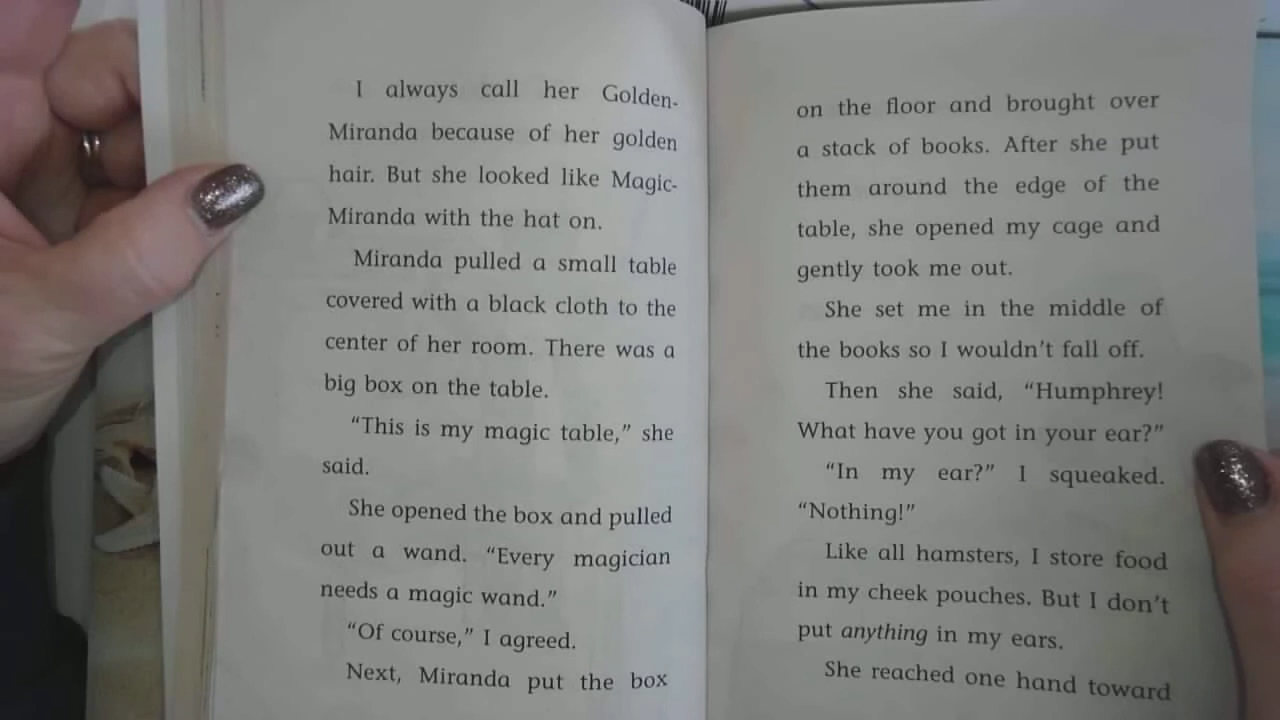 I always call her Golden-
Miranda because of her golden
hair. But she looked like Magic-
Miranda with the hat on.
Miranda pulled a small table
covered with a black cloth to the
center of her room. There was a
big box on the table.
“This is my magic table,” she
said.
She opened the box and pulled
out a wand. “Every magician
needs a magic wand.”
“Of course,” I agreed.
Next, Miranda put the box
on the floor and brought over
a stack of books. After she put
them around the edge of the
table, she opened my cage and
gently took me out.
She set me in the middle of
the books so I wouldn’t fall off.
Then she said, “Humphrey!
What have you got in your ear?”
“In my ear?” I squeaked.
“Nothing!”
Like all hamsters, I store food
in my cheek pouches. But I don’t
put anything in my ears.
She reached one hand toward